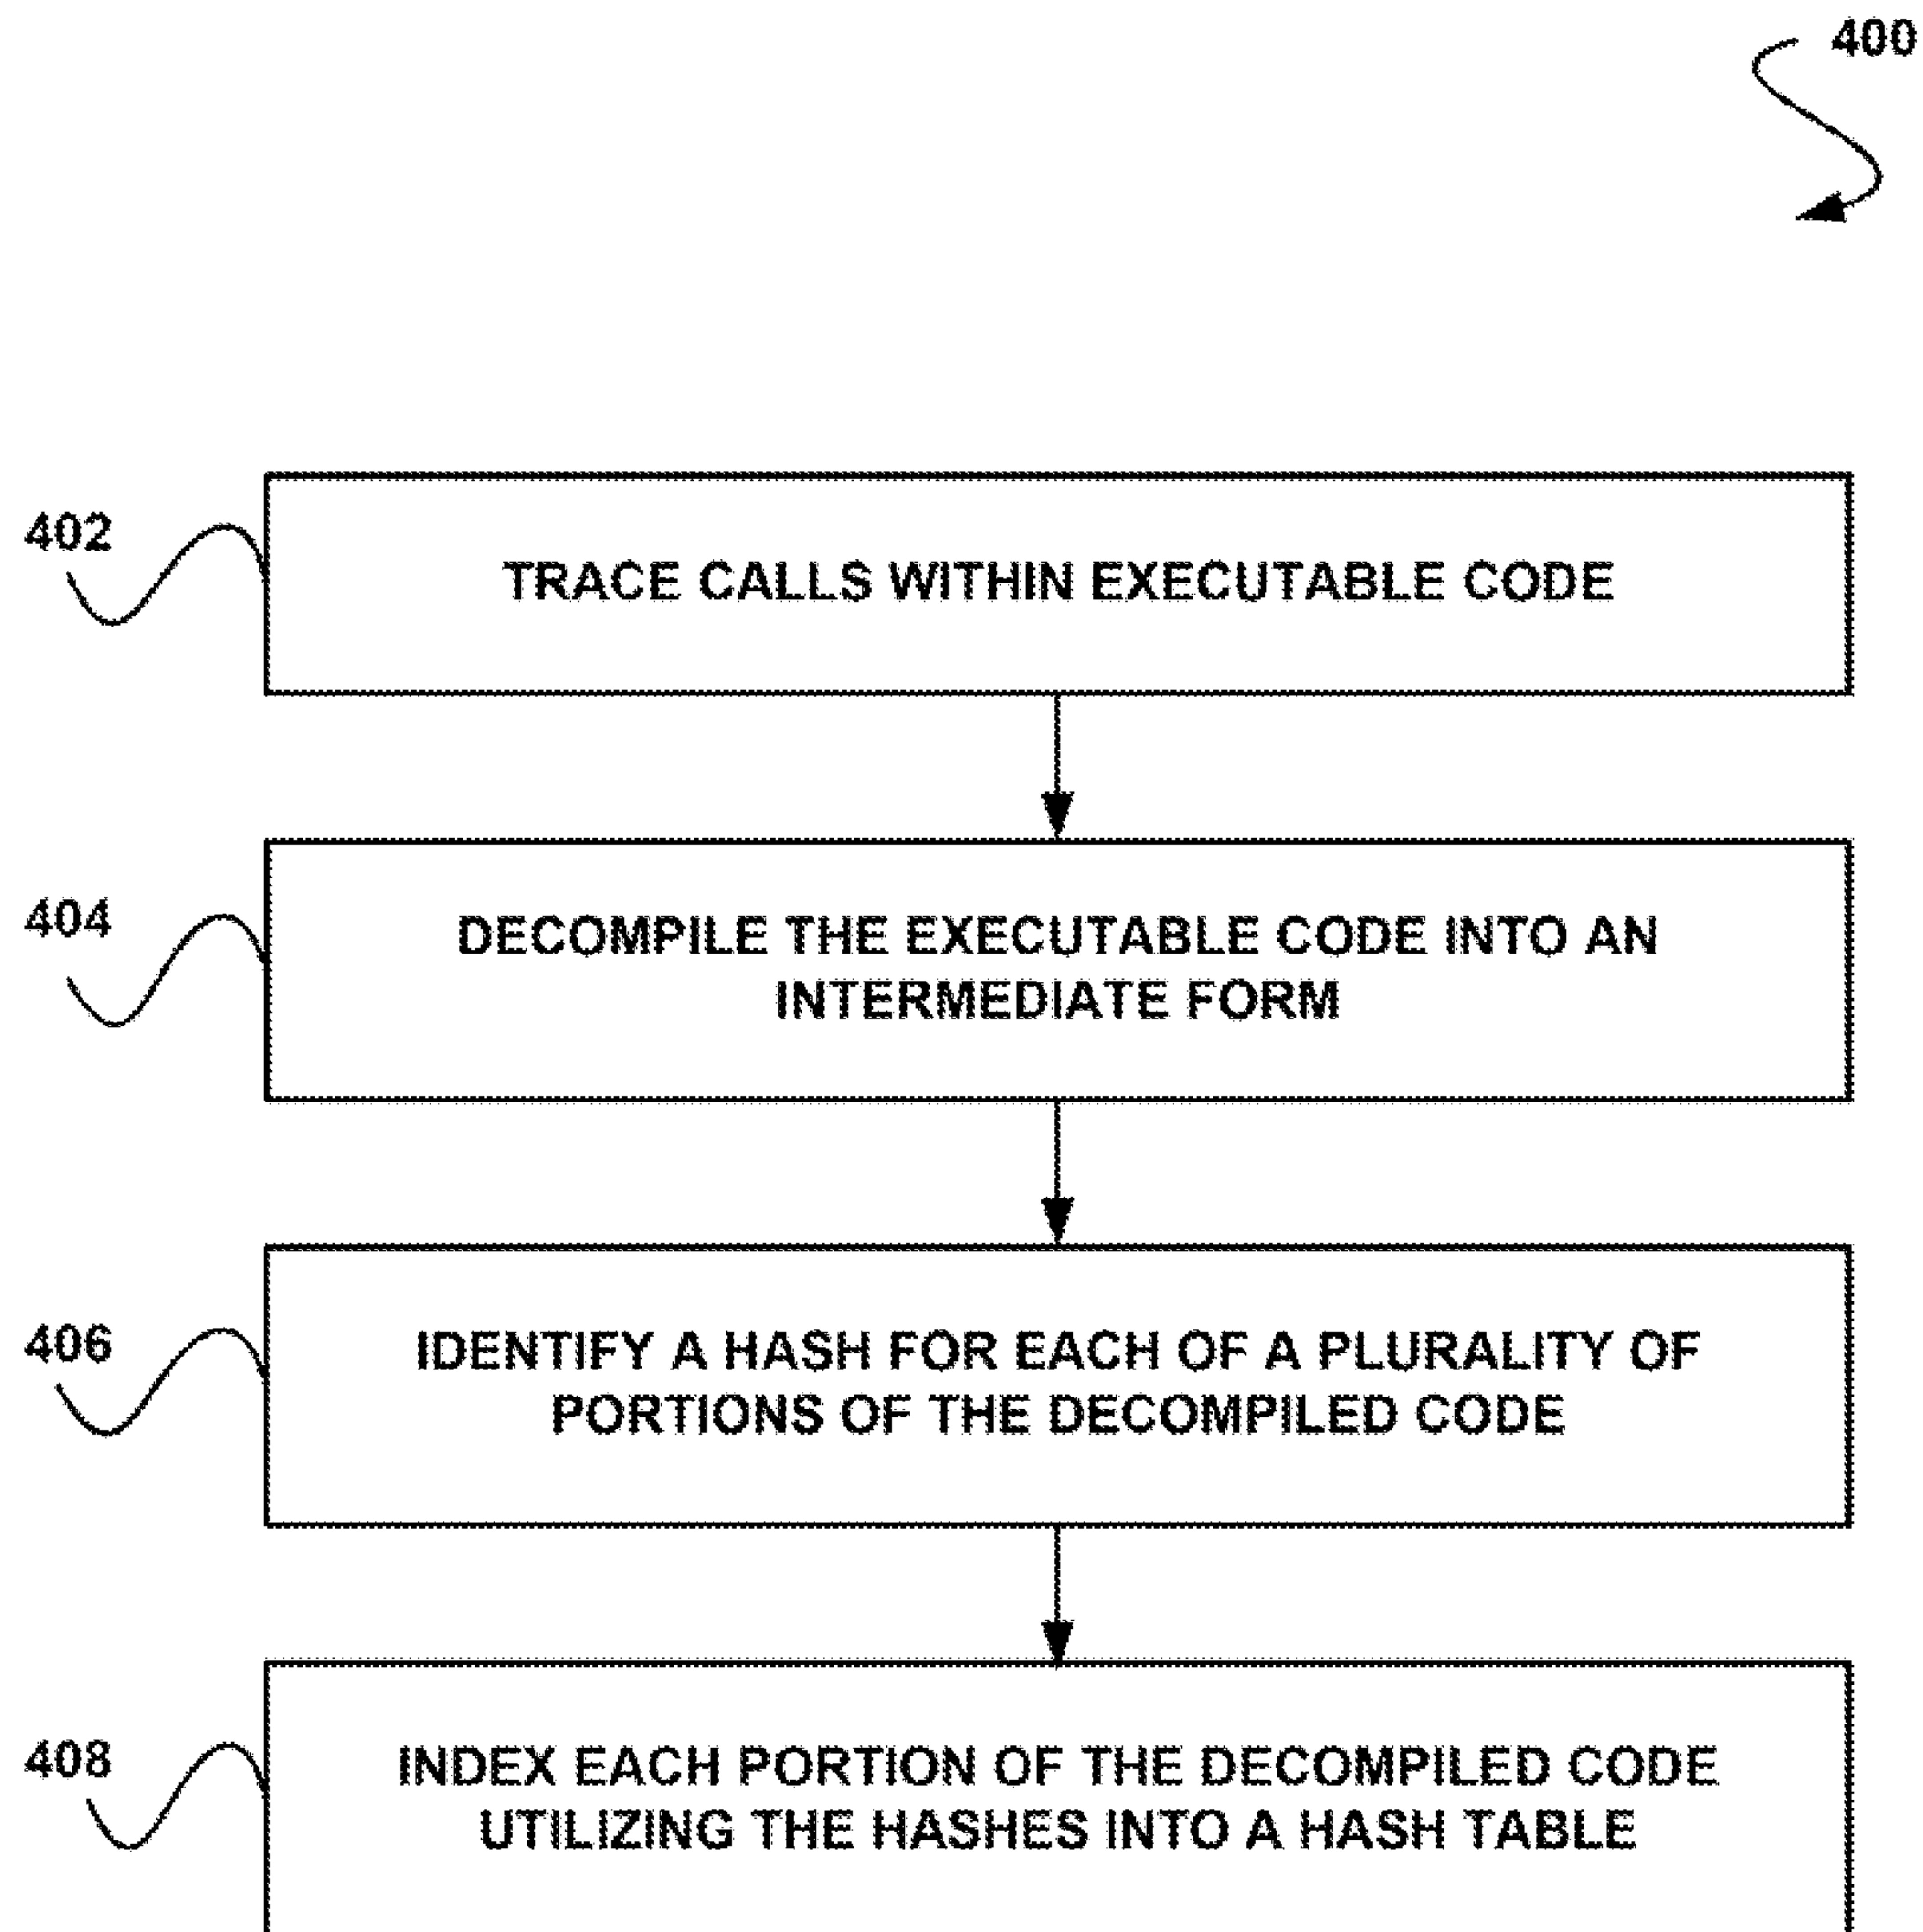 400
402
TRACE CALLS WITHIN EXECUTABLE CODE
404
DECOMPILE THE EXECUTABLE CODE INTO AN
INTERMEDIATE FORM
406
IDENTIFY A HASH FOR EACH OF A PLURALITY OF
PORTIONS OF THE DECOMPILED CODE
408
INDEX EACH PORTION OF THE DECOMPILED CODE
UTILIZING THE HASHES INTO A HASH TABLE